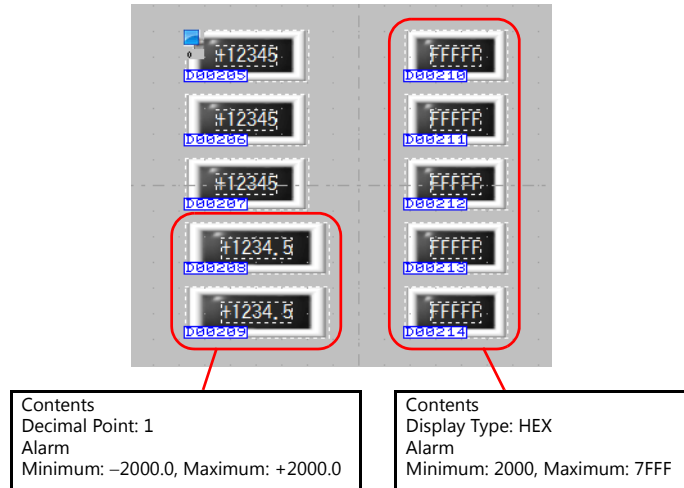 +12345
D00205
+12345
D00206
+12345
D00207
+1234.5
D00208
+1234.5
D00209
FFFFF
D00210
FFFFF
D00211
FFFFF
D00212
FFFFF
D00213
FFFFF
D00214
Contents
Decimal Point: 1
Alarm
Minimum: −2000.0, Maximum: +2000.0
Contents
Display Type: HEX
Alarm
Minimum: 2000, Maximum: 7FFF